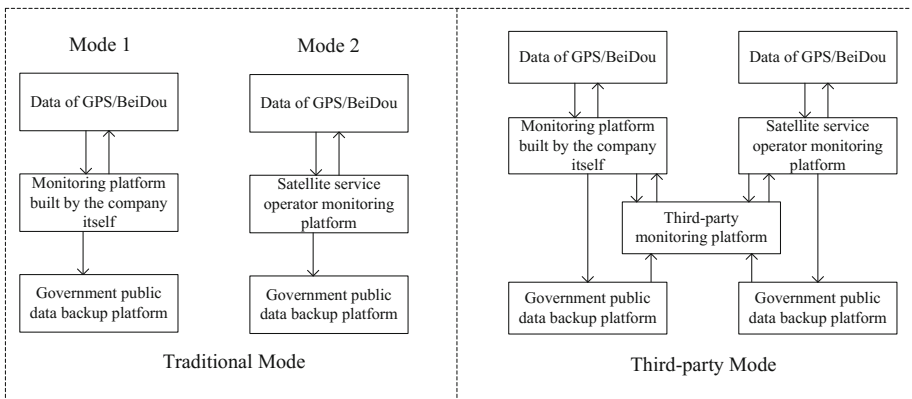 Mode 1
Mode 2
Data of GPS/BeiDou
Data of GPS/BeiDou
Monitoring platform
built by the company
itself
Satellite service
operator monitoring
platform
Government public
data backup platform
Government public
data backup platform
Traditional Mode
Data of GPS/BeiDou
Data of GPS/BeiDou
Monitoring platform
built by the company
itself
Satellite service
operator monitoring
platform
Third-party
monitoring platform
Government public
data backup platform
Government public
data backup platform
Third-party Mode